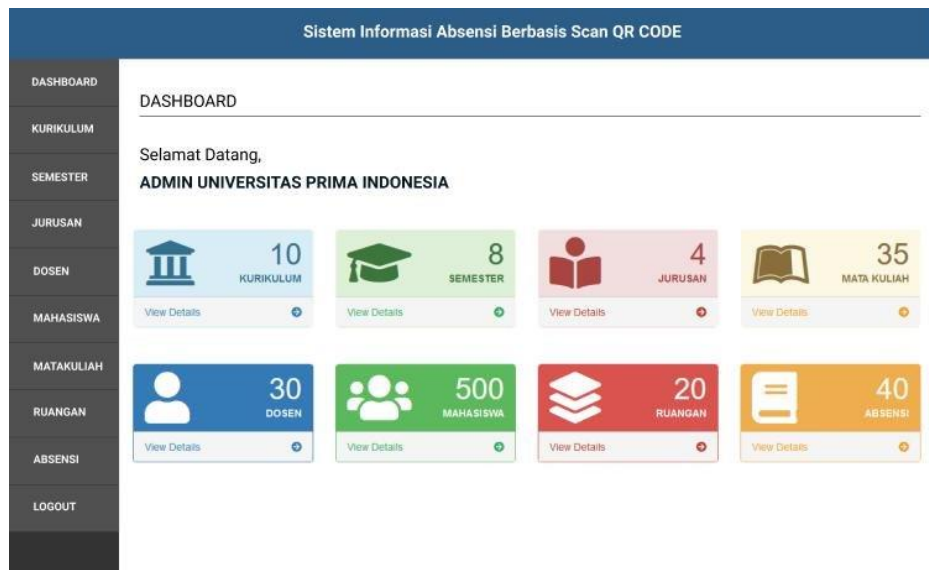 Sistem Informasi Absensi Berbasis Scan QR CODE
DASHBOARD
KURIKULUM
SEMESTER
JURUSAN
DOSEN
MAHASISWA
MATAKULIAH
RUANGAN
ABSENSI
LOGOUT
DASHBOARD
Selamat Datang,
ADMIN UNIVERSITAS PRIMA INDONESIA
10
KURIKULUM
View Details
8
SEMESTER
View Details
4
JURUSAN
View Details
35
MATA KULIAH
View Details
30
DOSEN
View Details
500
MAHASISWA
View Details
20
RUANGAN
View Details
40
ABSENSI
View Details